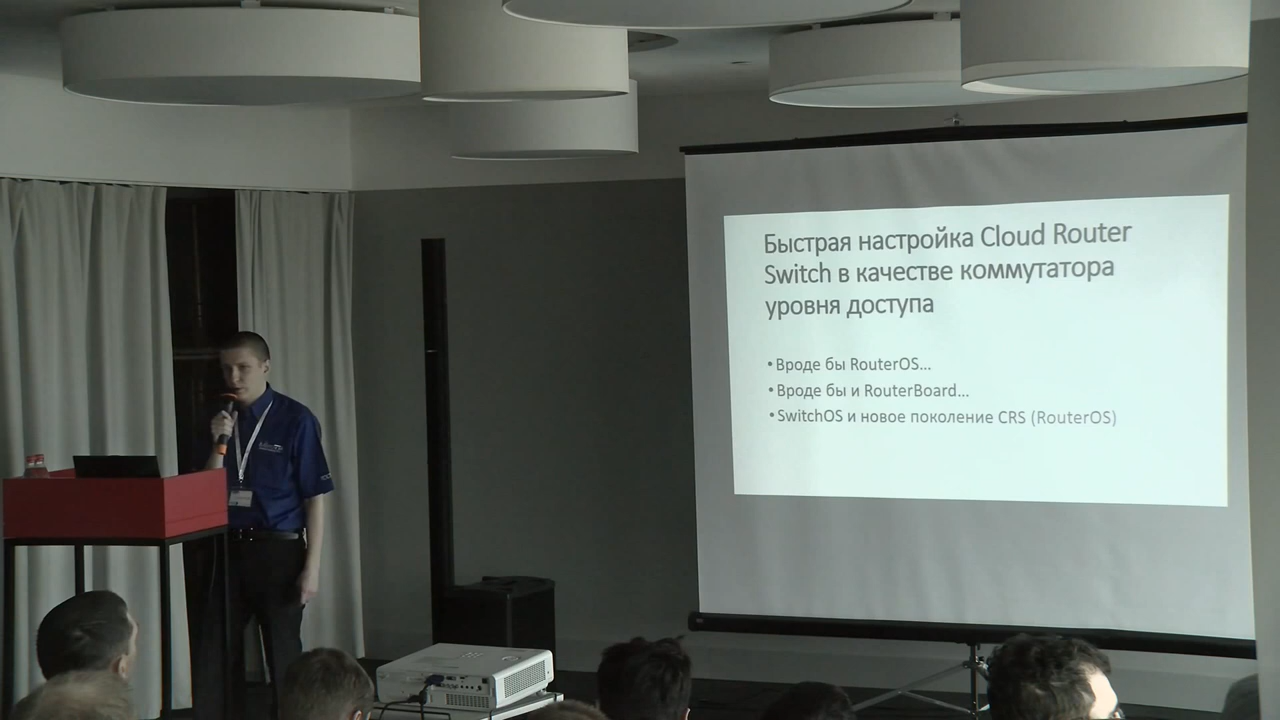 Быстрая настройка Cloud Router
Switch в качестве коммутатора
уровня доступа
•Вроде бы RouterOS...
•Вроде бы и RouterBoard...
•SwitchOS и новое поколение CRS (RouterOS)